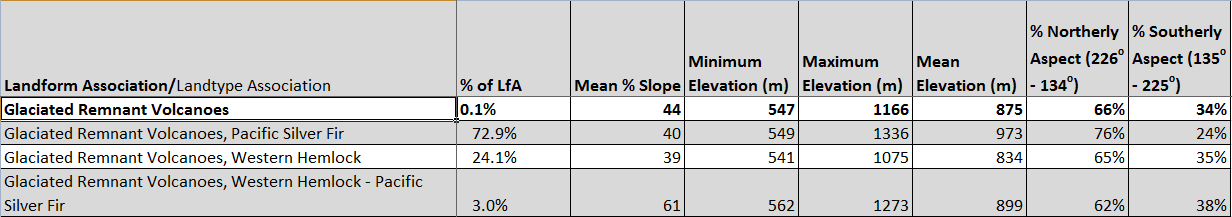 Landform Association/Landtype Association | % of LfA | Mean % Slope | Minimum Elevation (m) | Maximum Elevation (m) | Mean Elevation (m) | % Northerly Aspect (226° - 134°) | % Southerly Aspect (135° - 225°)
Glaciated Remnant Volcanoes | 0.1% | 44 | 547 | 1166 | 875 | 66% | 34%
Glaciated Remnant Volcanoes, Pacific Silver Fir | 72.9% | 40 | 549 | 1336 | 973 | 76% | 24%
Glaciated Remnant Volcanoes, Western Hemlock | 24.1% | 39 | 541 | 1075 | 834 | 65% | 35%
Glaciated Remnant Volcanoes, Western Hemlock - Pacific
Silver Fir | 3.0% | 61 | 562 | 1273 | 899 | 62% | 38%